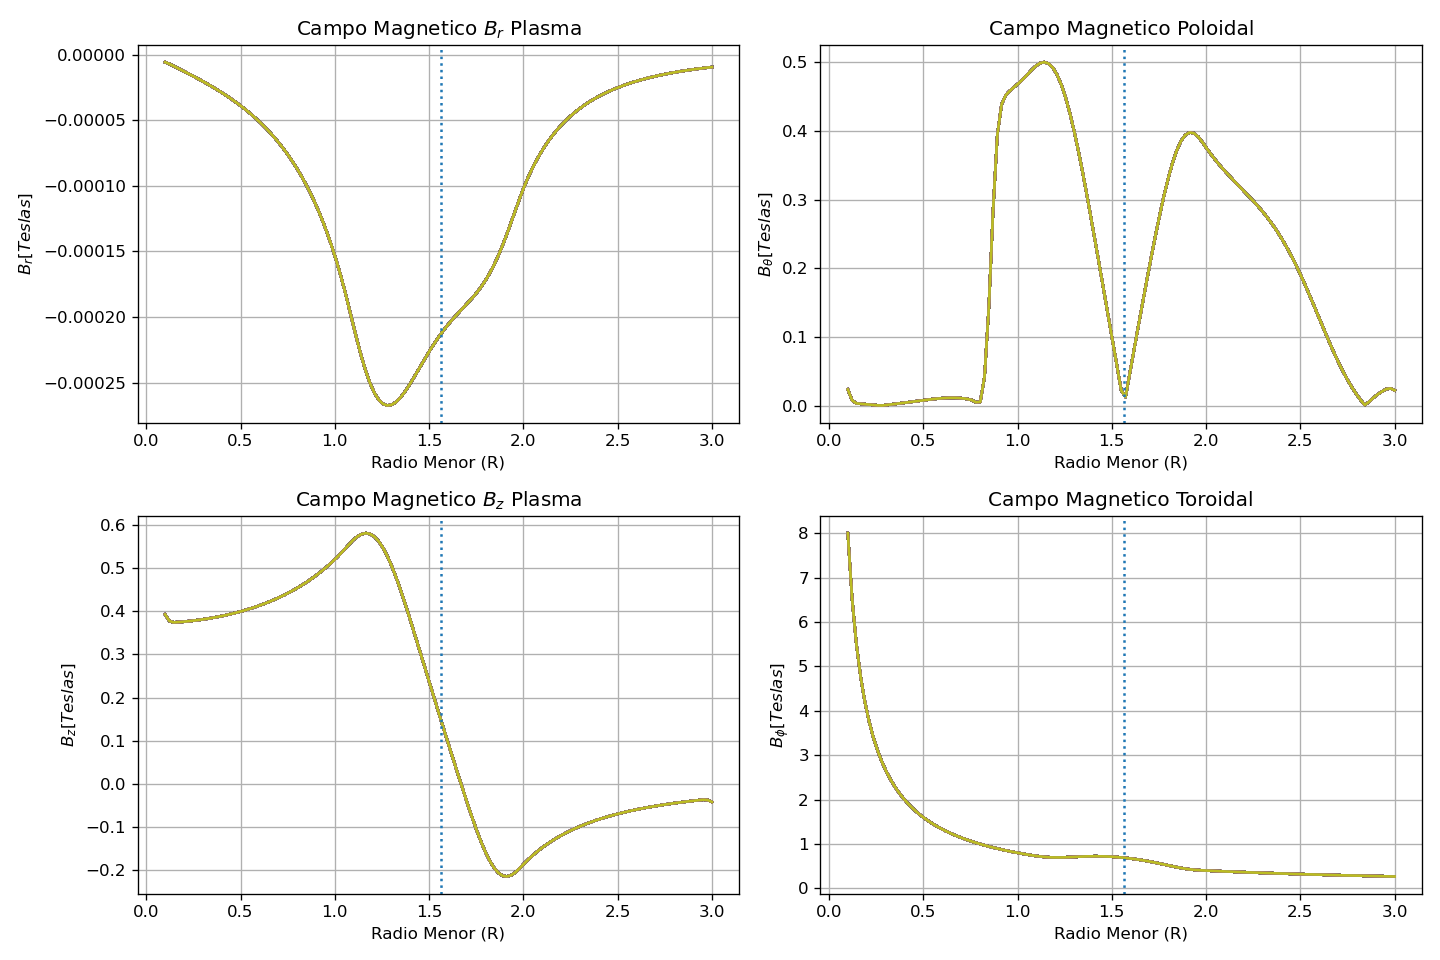 Campo Magnetico $B_r$ Plasma
0.00000
−0.00005
−0.00010
−0.00015
−0.00020
−0.00025
B_r[Teslas]
0.0 0.5 1.0 1.5 2.0 2.5 3.0
Radio Menor (R)
Campo Magnetico Poloidal
0.5
0.4
0.3
0.2
0.1
0.0
B_θ[Teslas]
0.0 0.5 1.0 1.5 2.0 2.5 3.0
Radio Menor (R)
Campo Magnetico B_z Plasma
0.6
0.5
0.4
0.3
0.2
0.1
0.0
−0.1
−0.2
B_z[Teslas]
0.0 0.5 1.0 1.5 2.0 2.5 3.0
Radio Menor (R)
Campo Magnetico Toroidal
8
7
6
5
4
3
2
1
0
B_ϕ[Teslas]
0.0 0.5 1.0 1.5 2.0 2.5 3.0
Radio Menor (R)